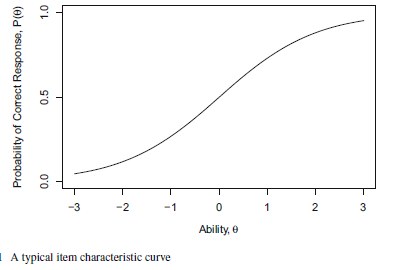 Probability of Correct Response, P(θ)
1.0
0.5
0.0
−3 −2 −1 0 1 2 3
Ability, θ
A typical item characteristic curve